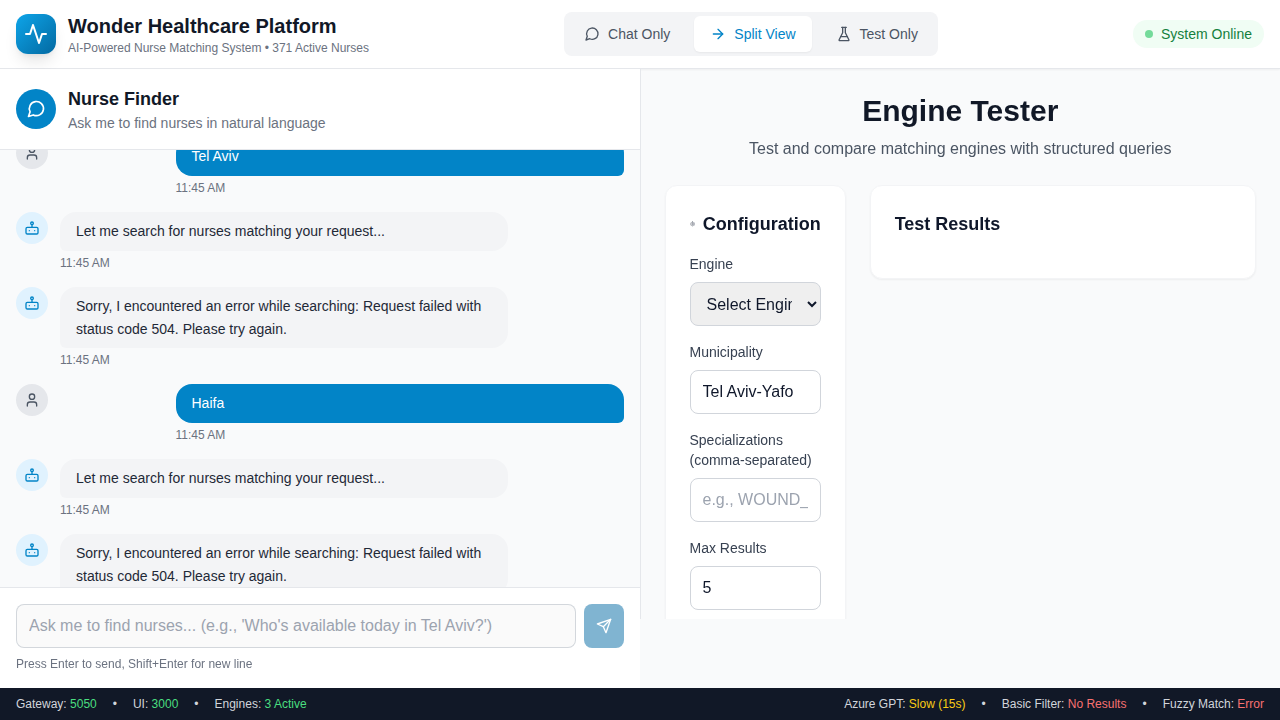 Wonder Healthcare Platform
AI-Powered Nurse Matching System • 371 Active Nurses
Chat Only
Split View
Test Only
System Online
Nurse Finder
Ask me to find nurses in natural language
Tel Aviv
11:45 AM
Let me search for nurses matching your request...
11:45 AM
Sorry, I encountered an error while searching: Request failed with
status code 504. Please try again.
11:45 AM
Haifa
11:45 AM
Let me search for nurses matching your request...
11:45 AM
Sorry, I encountered an error while searching: Request failed with
status code 504. Please try again.
Ask me to find nurses... (e.g., 'Who's available today in Tel Aviv?')
Press Enter to send, Shift+Enter for new line
Engine Tester
Test and compare matching engines with structured queries
Configuration
Engine
Select Engin
Municipality
Tel Aviv-Yafo
Specializations
(comma-separated)
e.g., WOUND_
Max Results
5
Test Results
Gateway: 5050 • UI: 3000 • Engines: 3 Active
Azure GPT: Slow (15s) • Basic Filter: No Results • Fuzzy Match: Error